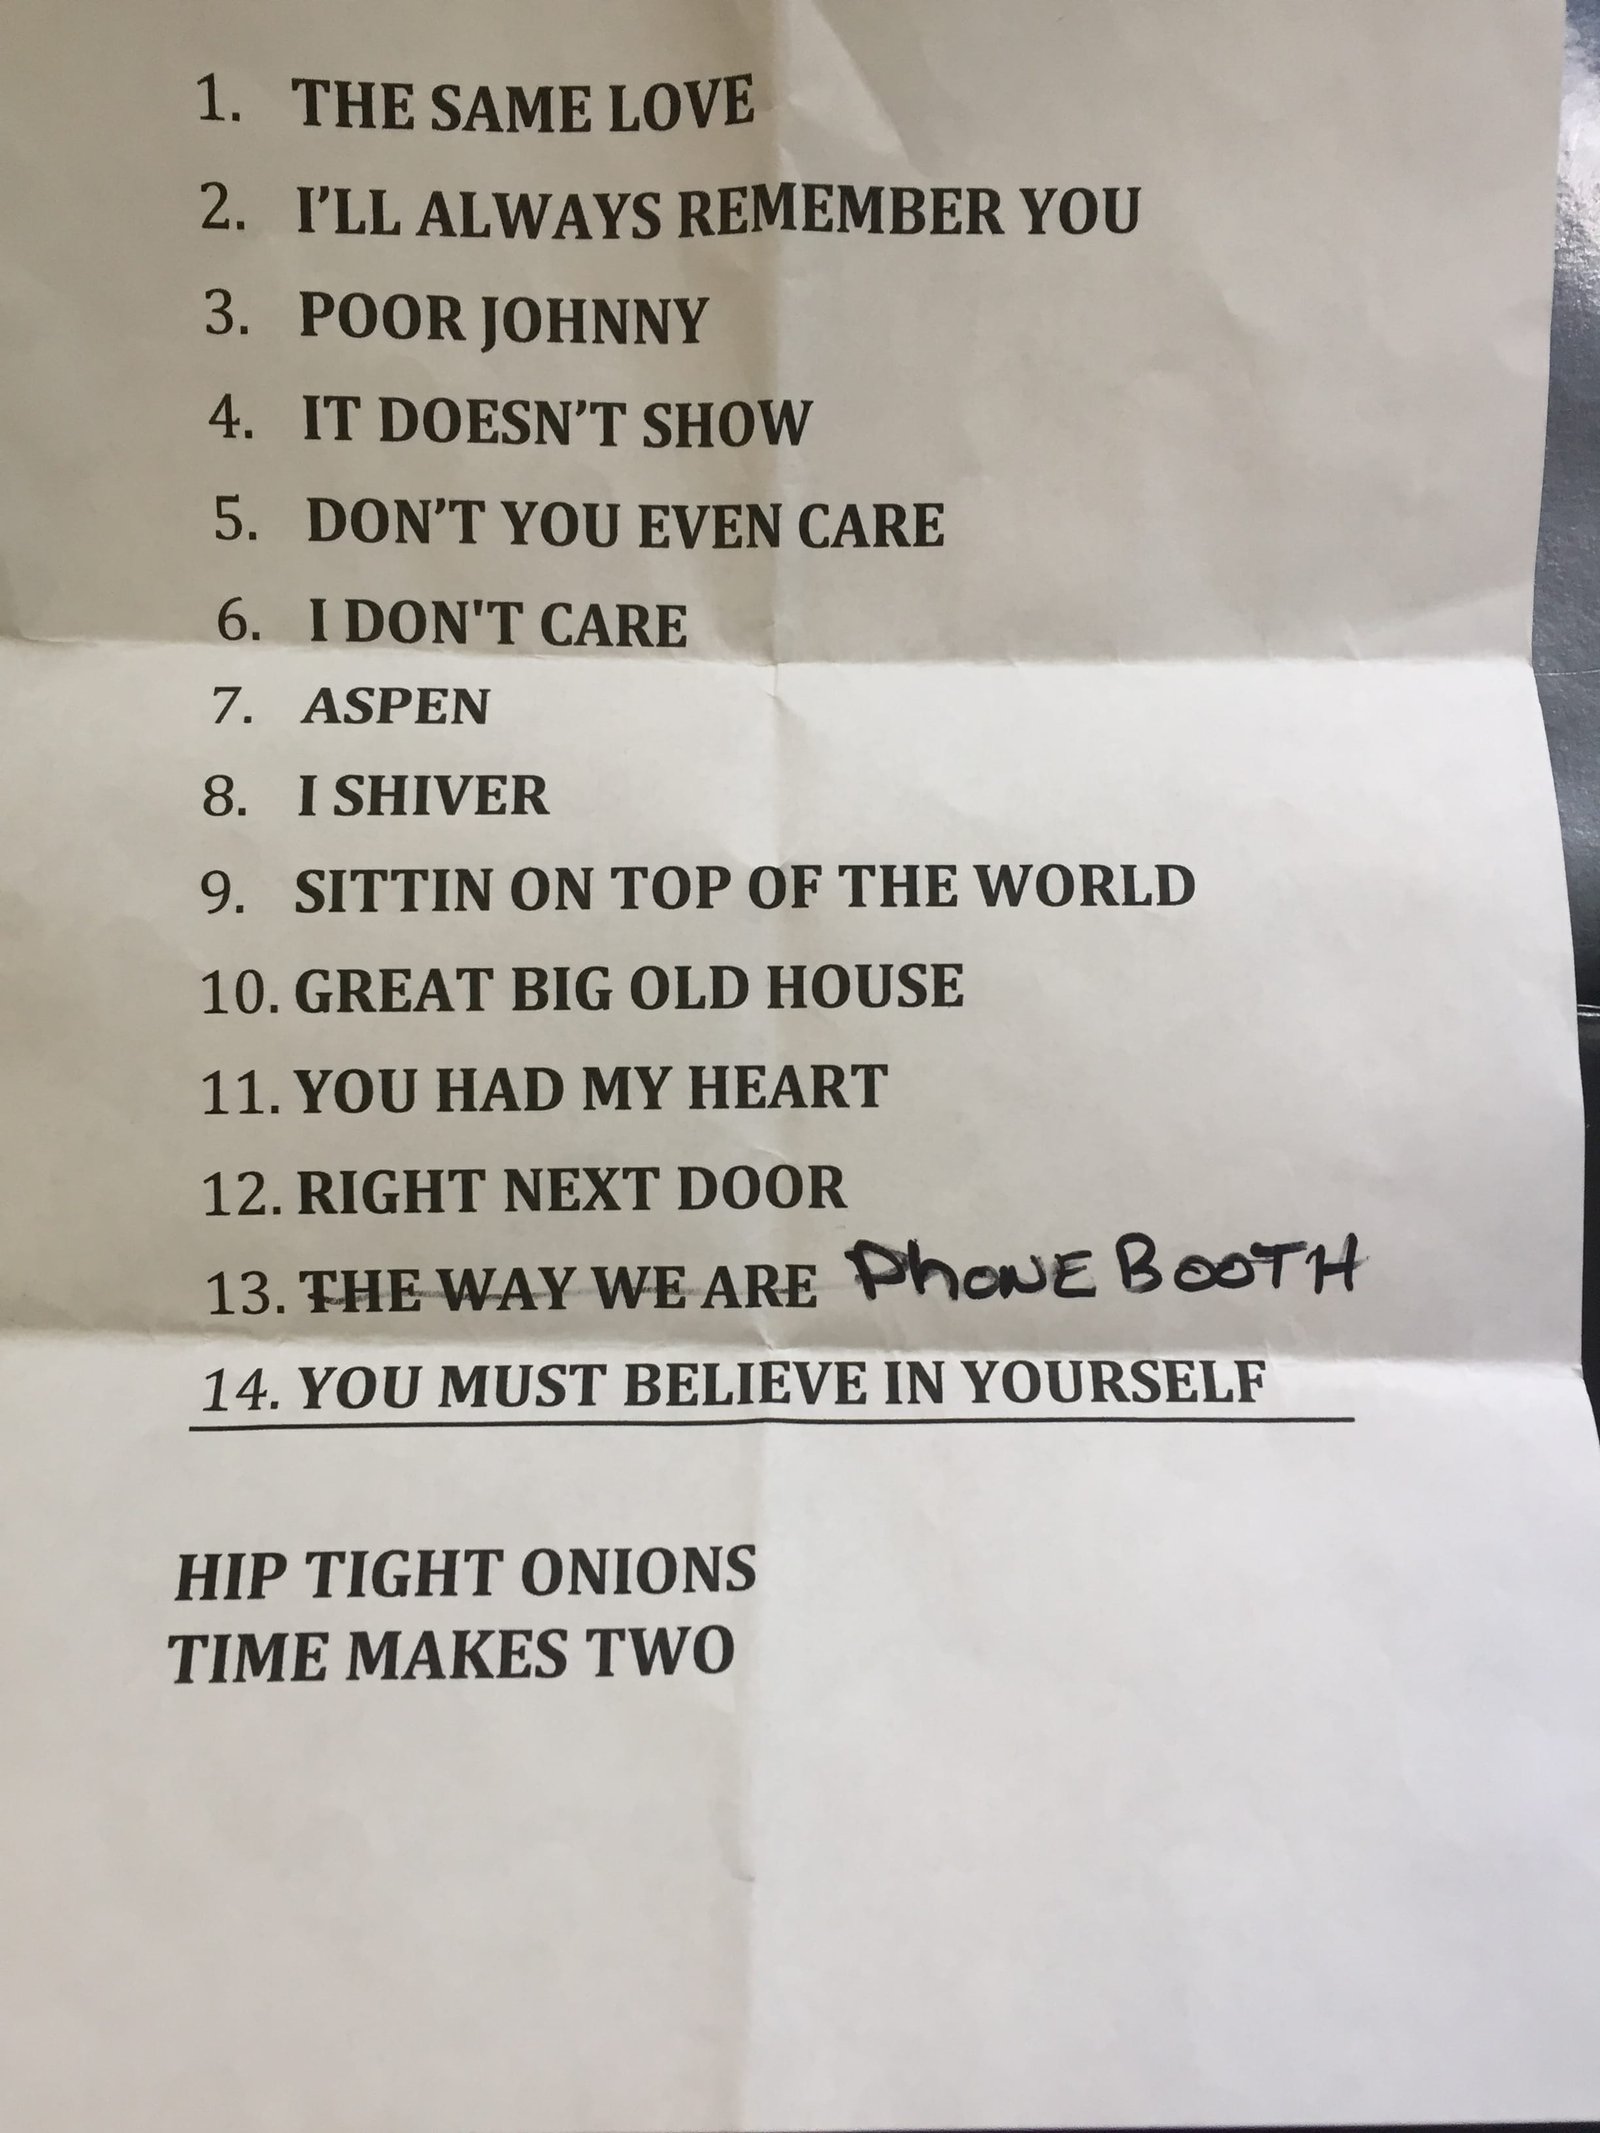 1. THE SAME LOVE
2. I'LL ALWAYS REMEMBER YOU
3. POOR JOHNNY
4. IT DOESN'T SHOW
5. DON'T YOU EVEN CARE
6. I DON'T CARE
7. ASPEN
8. I SHIVER
9. SITTIN ON TOP OF THE WORLD
10. GREAT BIG OLD HOUSE
11. YOU HAD MY HEART
12. RIGHT NEXT DOOR
13. THE WAY WE ARE PhONE BOOTH
14. YOU MUST BELIEVE IN YOURSELF
HIP TIGHT ONIONS
TIME MAKES TWO